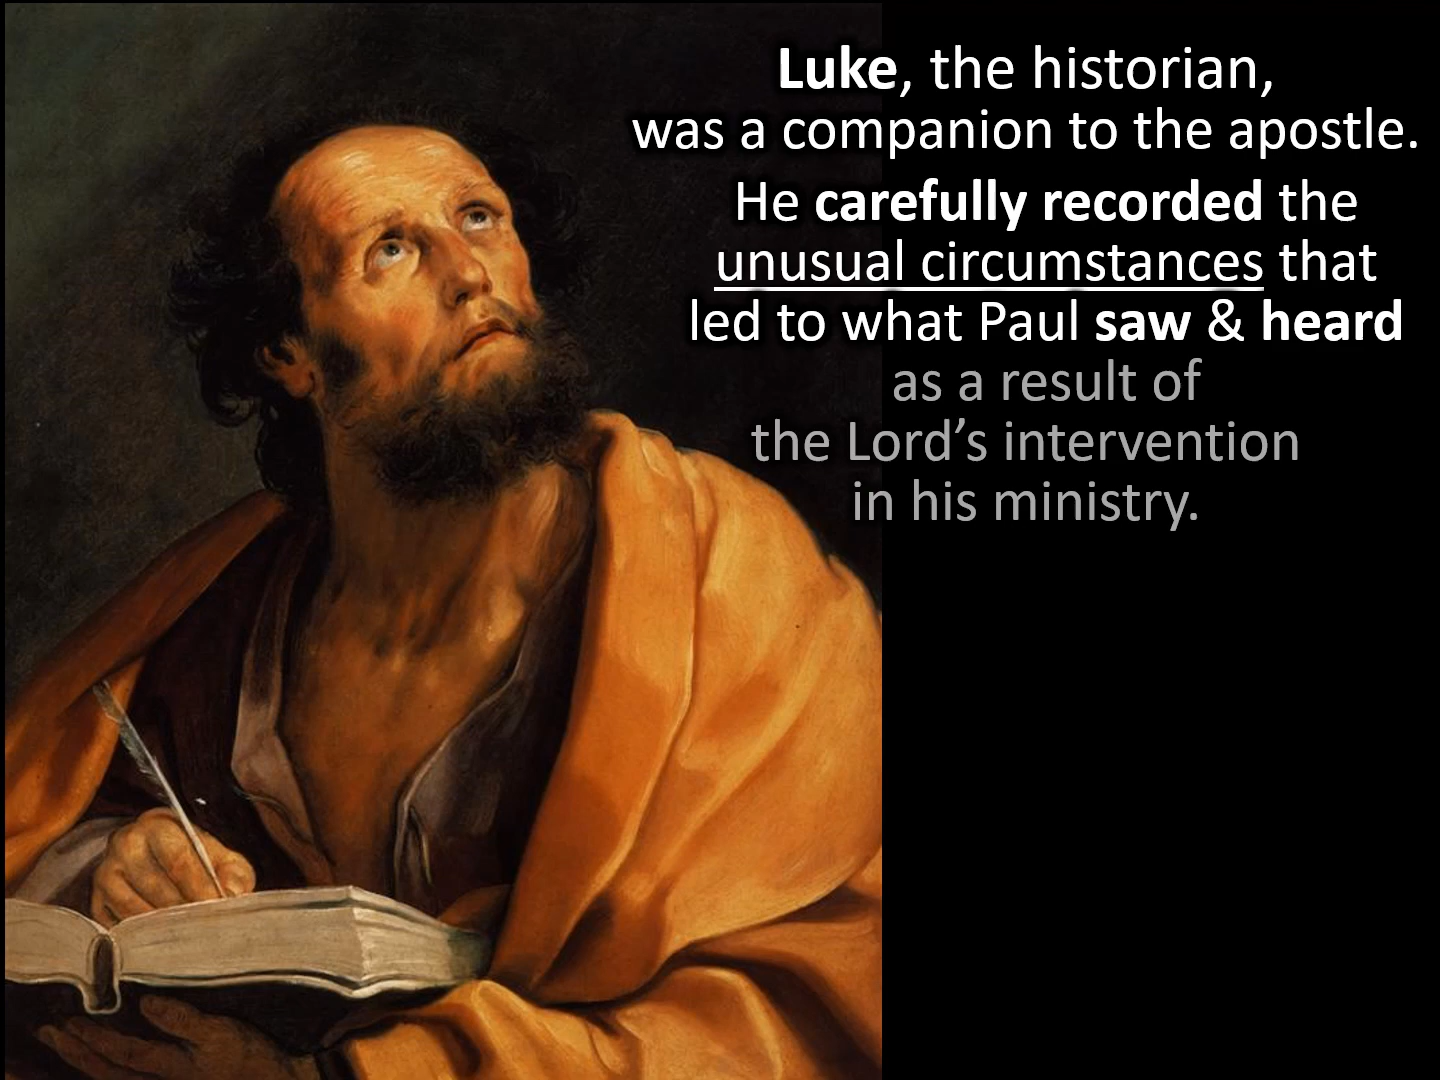 Luke, the historian,
was a companion to the apostle.
He carefully recorded the
unusual circumstances that
led to what Paul saw & heard
as a result of
the Lord’s intervention
in his ministry.